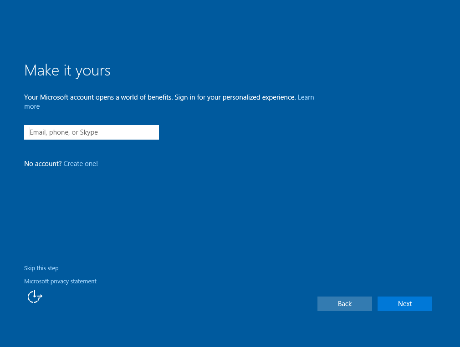 Make it yours
Your Microsoft account opens a world of benefits. Sign in for your personalized experience. Learn
more
Email, phone, or Skype
No account? Create one!
Skip this step
Microsoft privacy statement
Back
Next